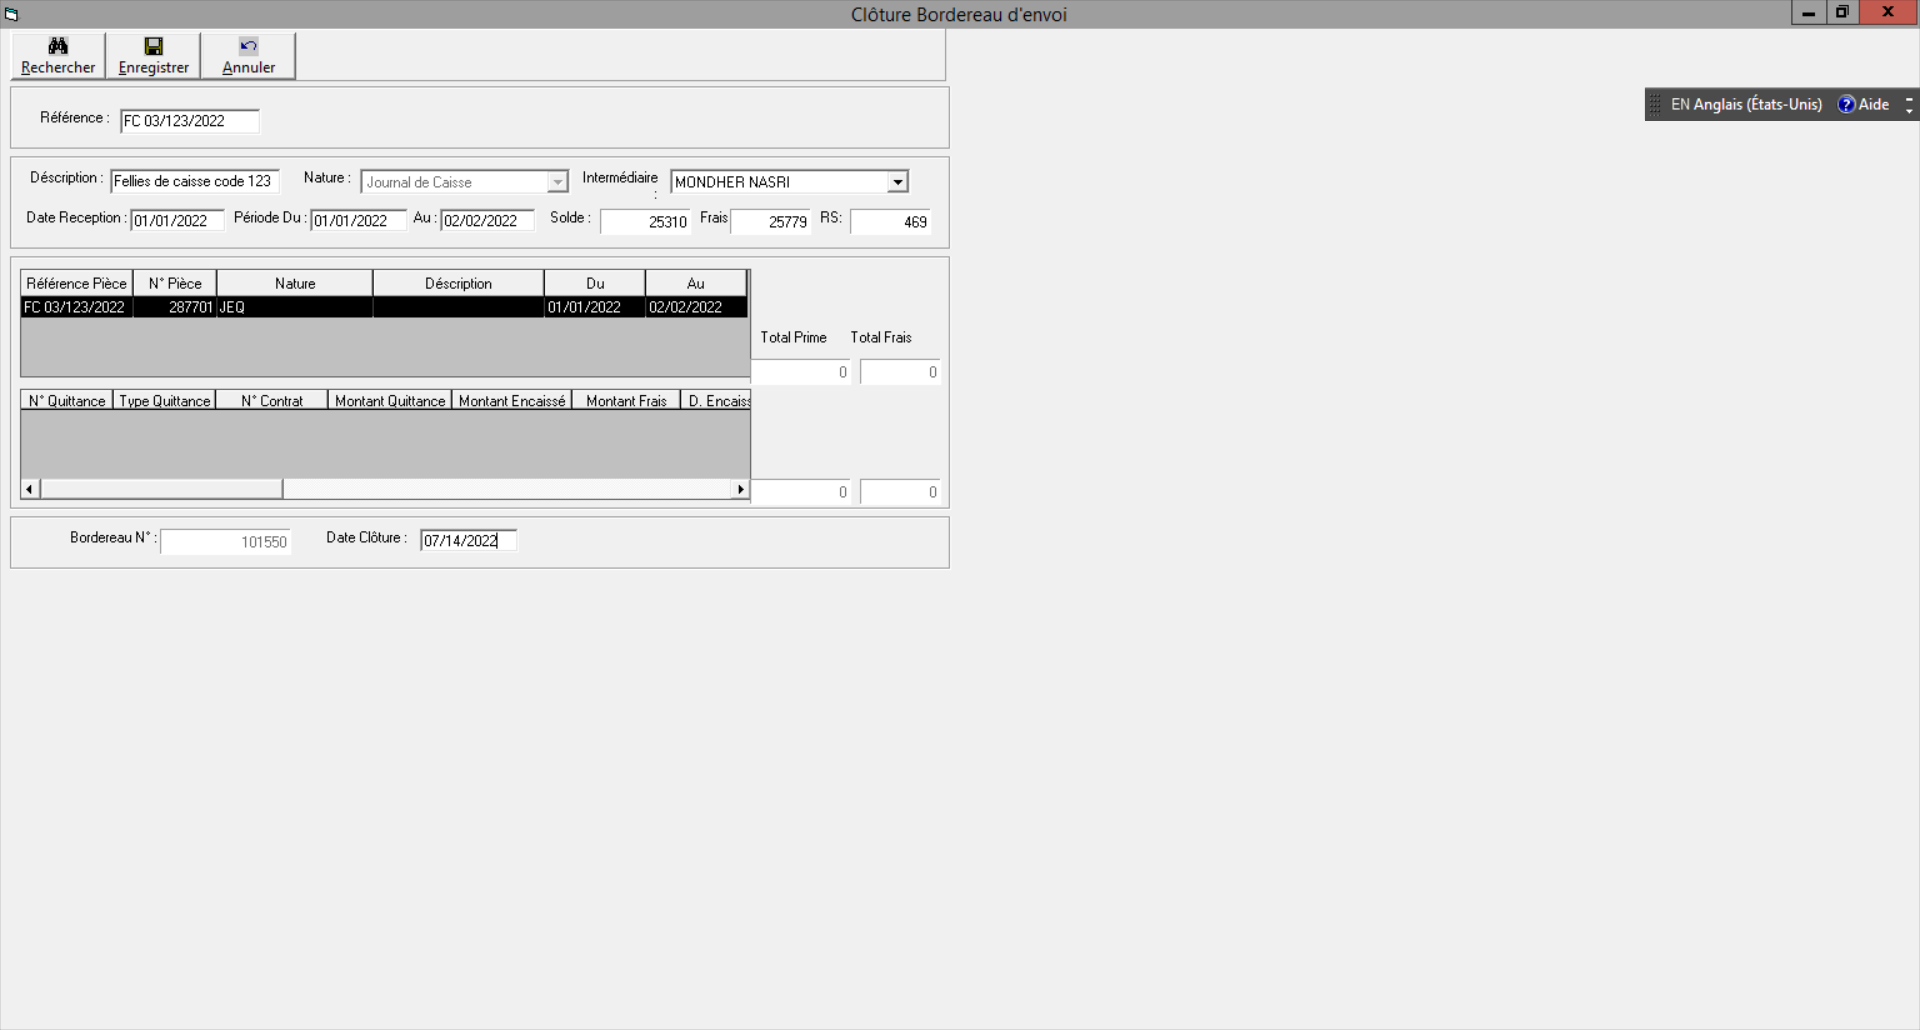 Clôture Bordereau d'envoi
Rechercher Enregistrer Annuler
EN Anglais (États-Unis) ? Aide
Référence : FC 03/123/2022
Déscription : Fellies de caisse code 123 Nature : Journal de Caisse Intermédiaire : MONDHER NASRI
Date Reception : 01/01/2022 Période Du : 01/01/2022 Au : 02/02/2022 Solde : 25310 Frais 25779 RS: 469
Référence Pièce N° Pièce Nature Déscription Du Au
FC 03/123/2022 287701 JEQ 01/01/2022 02/02/2022
Total Prime Total Frais
0 0
N° Quittance Type Quittance N° Contrat Montant Quittance Montant Encaissé Montant Frais D. Encaiss
0 0
Bordereau N° : 101550 Date Clôture : 07/14/2022